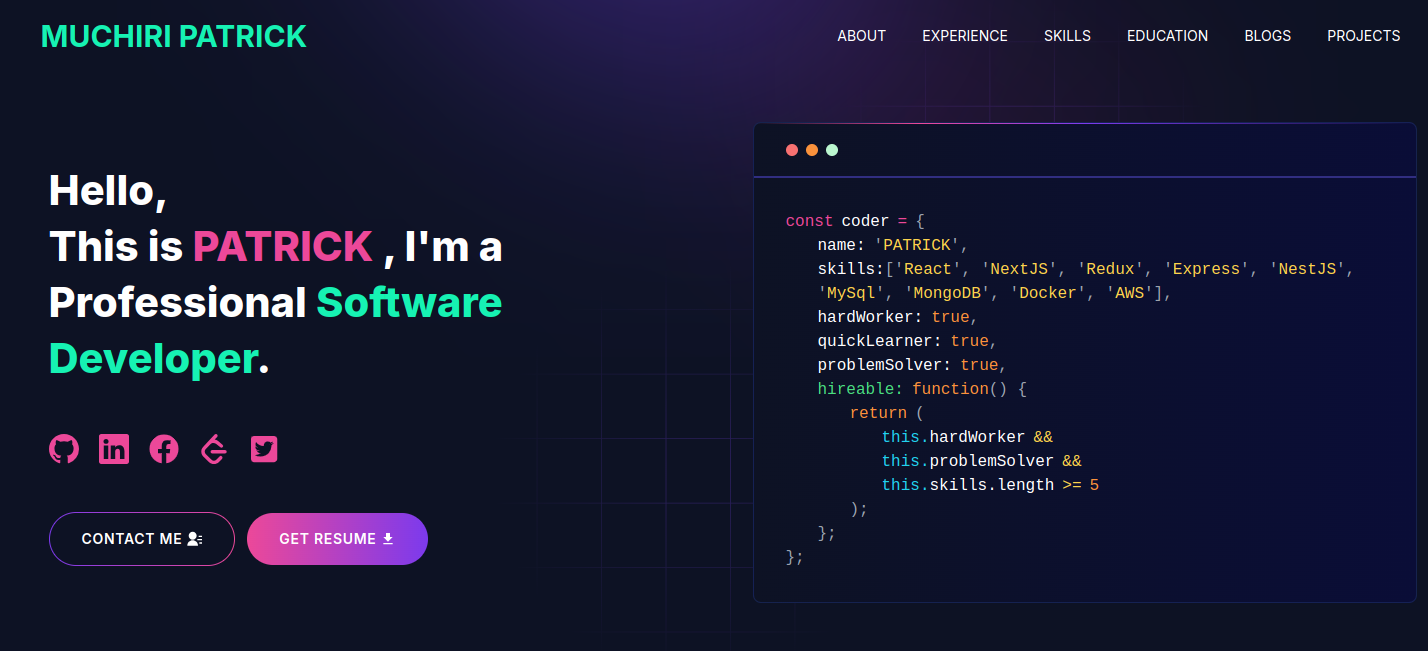 MUCHIRI PATRICK
ABOUT EXPERIENCE SKILLS EDUCATION BLOGS PROJECTS
Hello,
This is PATRICK , I'm a
Professional Software
Developer.
CONTACT ME GET RESUME
const coder = {
name: 'PATRICK',
skills:['React', 'NextJS', 'Redux', 'Express', 'NestJS',
'MySql', 'MongoDB', 'Docker', 'AWS'],
hardWorker: true,
quickLearner: true,
problemSolver: true,
hireable: function() {
return (
this.hardWorker &&
this.problemSolver &&
this.skills.length >= 5
);
};
};